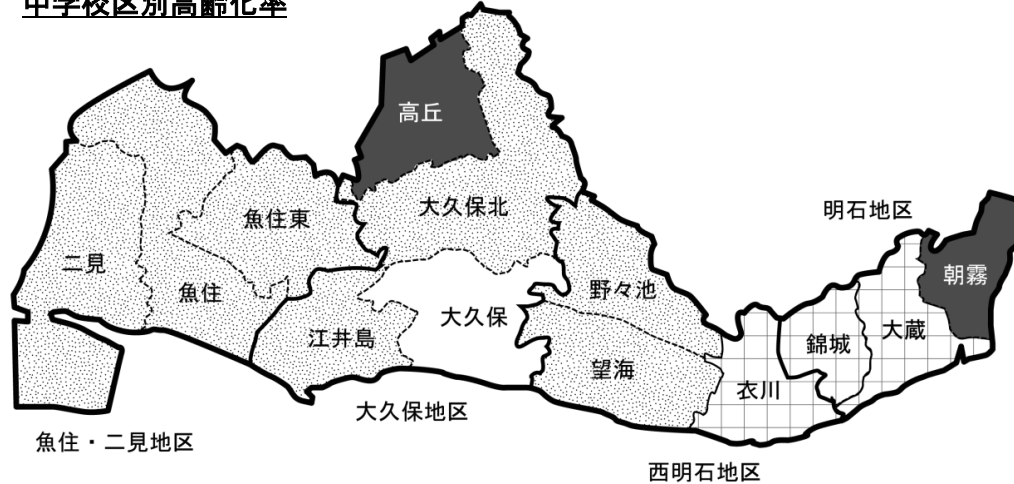 中学校区別高齢化率
高丘
大久保北
魚住東
明石地区
二見
魚住
野々池
朝霧
江井島
大久保
大蔵
錦城
望海
衣川
大久保地区
魚住・二見地区
西明石地区